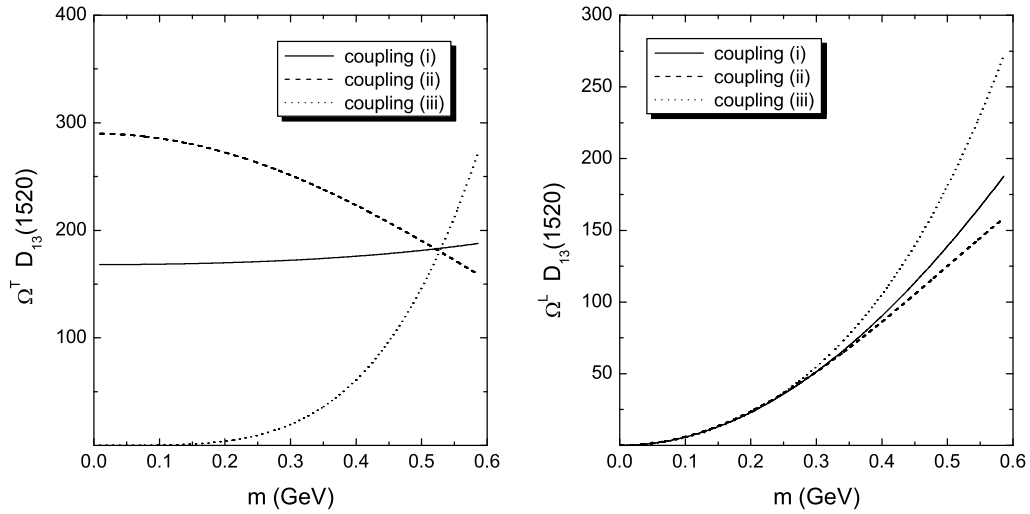 400
300
200
100
0.0 0.1 0.2 0.3 0.4 0.5 0.6
m (GeV)
Ω^T D_13(1520)
coupling (i)
coupling (ii)
coupling (iii)
300
250
200
150
100
50
0.0 0.1 0.2 0.3 0.4 0.5 0.6
m (GeV)
Ω^L D_13(1520)
coupling (i)
coupling (ii)
coupling (iii)